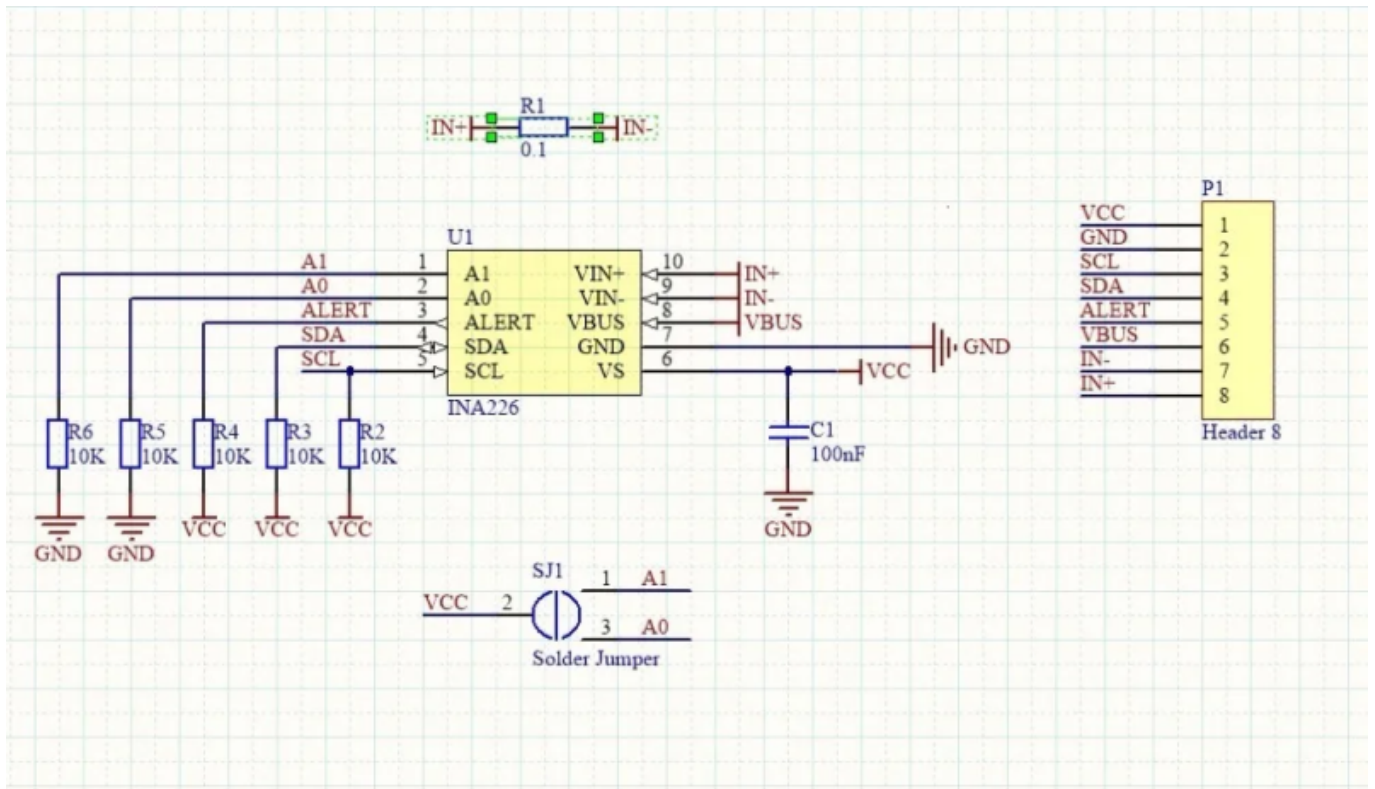 R1
IN+ IN-
0.1
P1
VCC 1
GND 2
SCL 3
SDA 4
ALERT 5
VBUS 6
IN- 7
IN+ 8
Header 8
U1
A1 1 A1 VIN+ 10 IN+
A0 2 A0 VIN- 9 IN-
ALERT 3 ALERT VBUS 8 VBUS
SDA 4 SDA GND 7 GND
SCL 5 SCL VS 6 VCC
INA226
R6 R5 R4 R3 R2
10K 10K 10K 10K 10K
GND GND VCC VCC VCC
C1
100nF
GND
SJ1
1 A1
VCC 2
3 A0
Solder Jumper